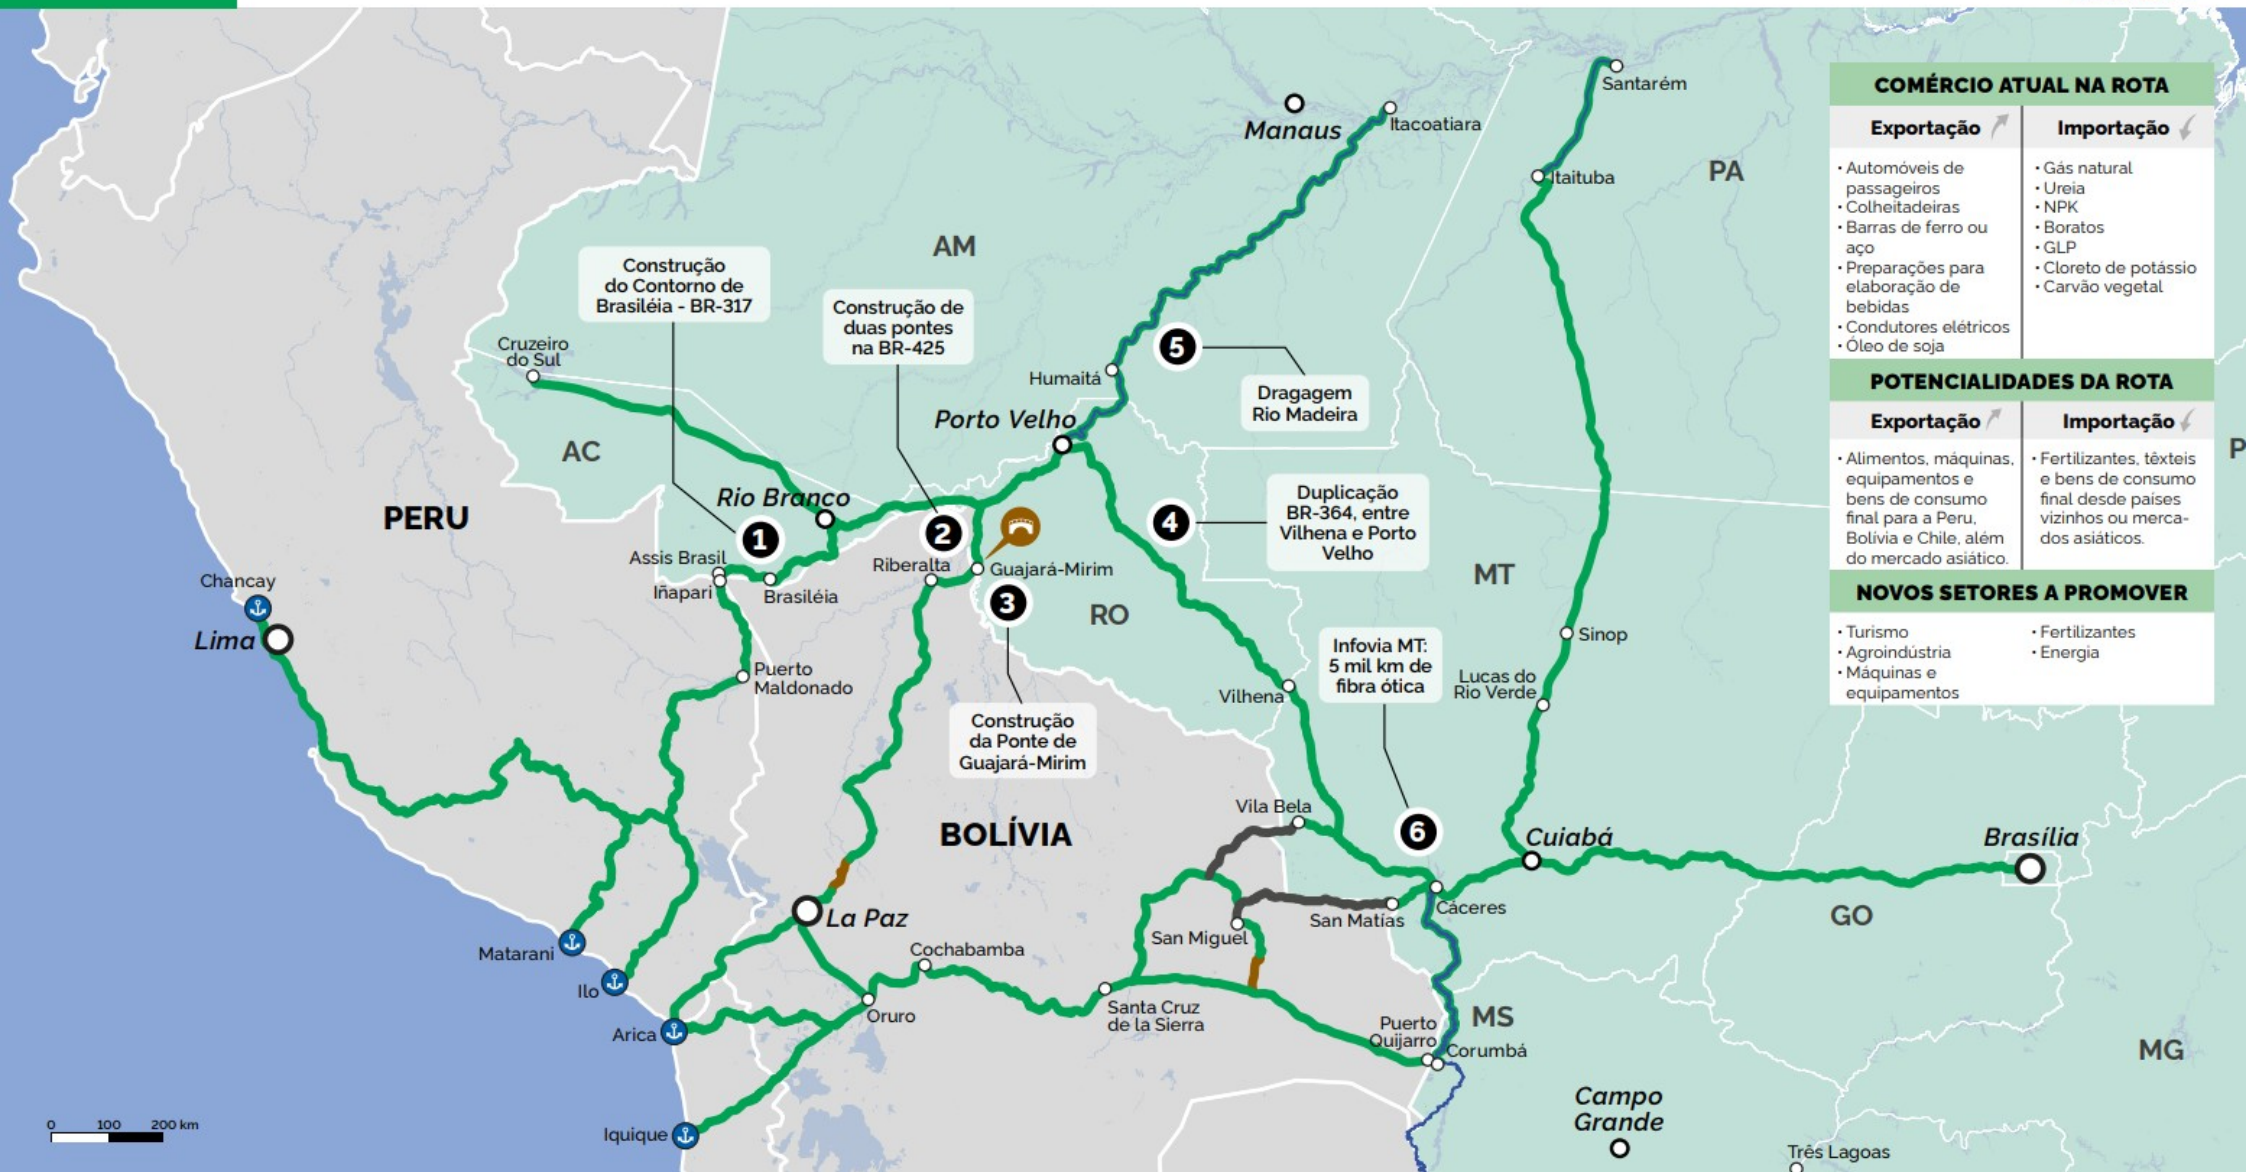 Santarém
Manaus
Itacoatiara
Itaituba
PA
AM
Construção
do Contorno de
Brasiléia - BR-317
Construção de
duas pontes
na BR-425
Cruzeiro
do Sul
5
Humaitá
Dragagem
Rio Madeira
Porto Velho
AC
Rio Branco
PERU
1
2
4
Duplicação
BR-364, entre
Vilhena e Porto
Velho
Assis Brasil
Iñapari
Brasiléia
Riberalta
Guajará-Mirim
3
RO
MT
Chancay
Lima
Puerto
Maldonado
Construção
da Ponte de
Guajará-Mirim
Vilhena
Infovia MT:
5 mil km de
fibra ótica
Sinop
Lucas do
Rio Verde
Vila Bela
BOLÍVIA
6
Cuiabá
Brasília
La Paz
Cochabamba
San Miguel
San Matías
Cáceres
GO
Matarani
Ilo
Arica
Iquique
Oruro
Santa Cruz
de la Sierra
Puerto
Quijarro
Corumbá
MS
MG
Campo
Grande
Três Lagoas
0 100 200 km
P
COMÉRCIO ATUAL NA ROTA
Exportação
• Automóveis de
passageiros
• Colheitadeiras
• Barras de ferro ou
aço
• Preparações para
elaboração de
bebidas
• Condutores elétricos
• Óleo de soja
Importação
• Gás natural
• Ureia
• NPK
• Boratos
• GLP
• Cloreto de potássio
• Carvão vegetal
POTENCIALIDADES DA ROTA
Exportação
• Alimentos, máquinas,
equipamentos e
bens de consumo
final para a Peru,
Bolívia e Chile, além
do mercado asiático.
Importação
• Fertilizantes, têxteis
e bens de consumo
final desde países
vizinhos ou merca-
dos asiáticos.
NOVOS SETORES A PROMOVER
• Turismo
• Agroindústria
• Máquinas e
equipamentos
• Fertilizantes
• Energia